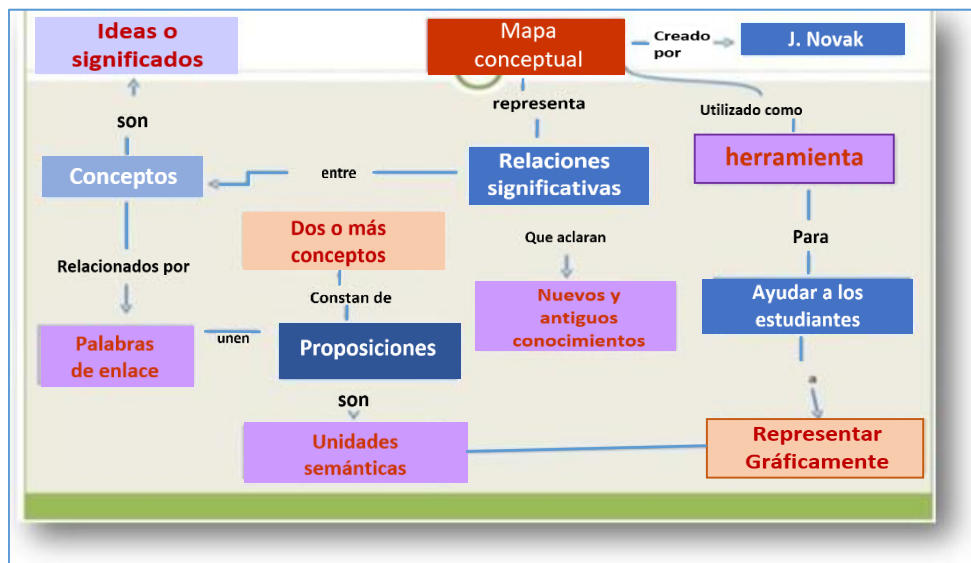 Ideas o
significados
Mapa
conceptual
Creado
por
J. Novak
son
representa
Utilizado como
Conceptos
entre
Relaciones
significativas
herramienta
Dos o más
conceptos
Que aclaran
Para
Relacionados por
Constan de
Nuevos y
antiguos
conocimientos
Ayudar a los
estudiantes
Palabras
de enlace
unen
Proposiciones
a
son
Unidades
semánticas
Representar
Gráficamente